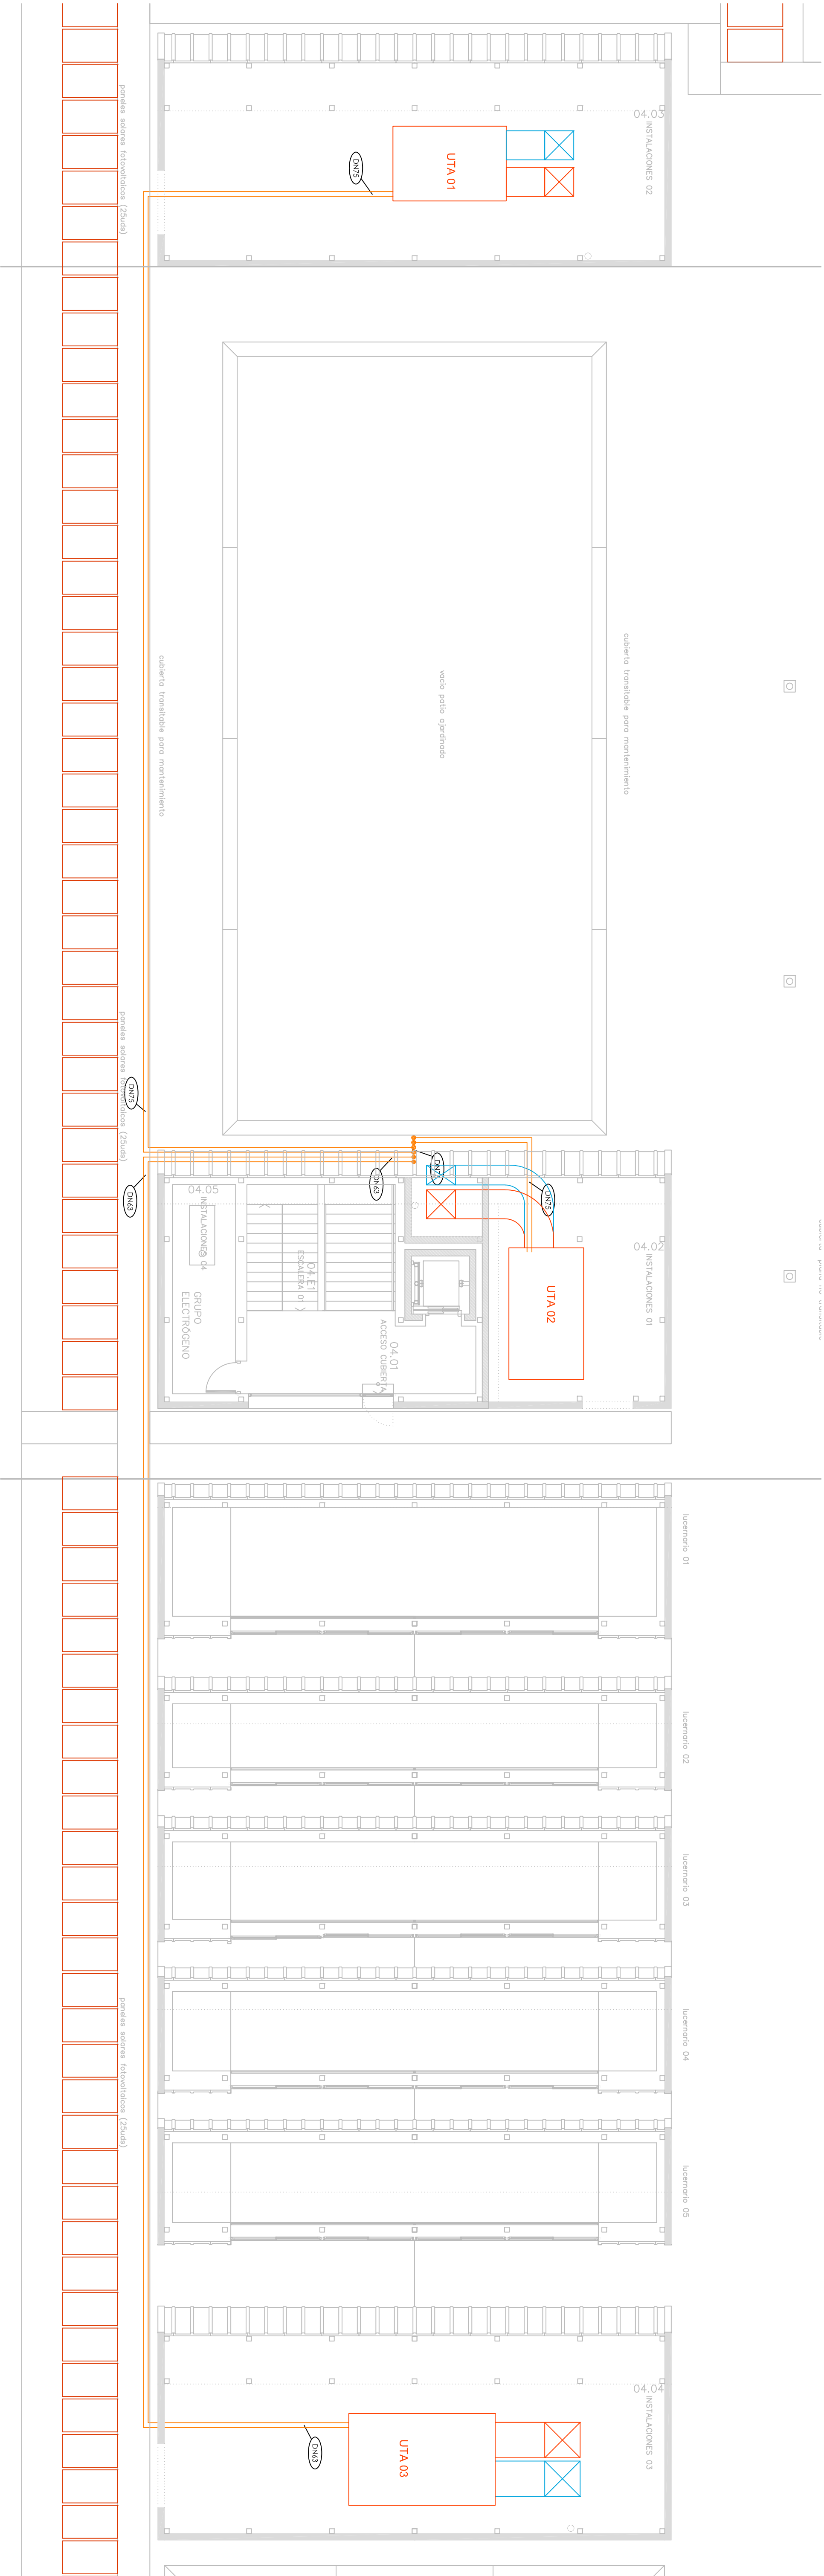 04.03
INSTALACIONES 02
UTA 01
DN75
paneles solares fotovoltaicos (25uds)
cubierta transitable para mantenimiento
vacío patio ajardinado
cubierta transitable para mantenimiento
paneles solares fotovoltaicos (25uds)
DN75
DN63
DN63
DN75
04.05
INSTALACIONES 04
GRUPO
ELECTRÓGENO
04.E1
ESCALERA 01
04.01
ACCESO CUBIERTA
04.02
INSTALACIONES 01
UTA 02
lucernario 01
lucernario 02
lucernario 03
lucernario 04
lucernario 05
paneles solares fotovoltaicos (25uds)
04.04
INSTALACIONES 03
UTA 03
DN63